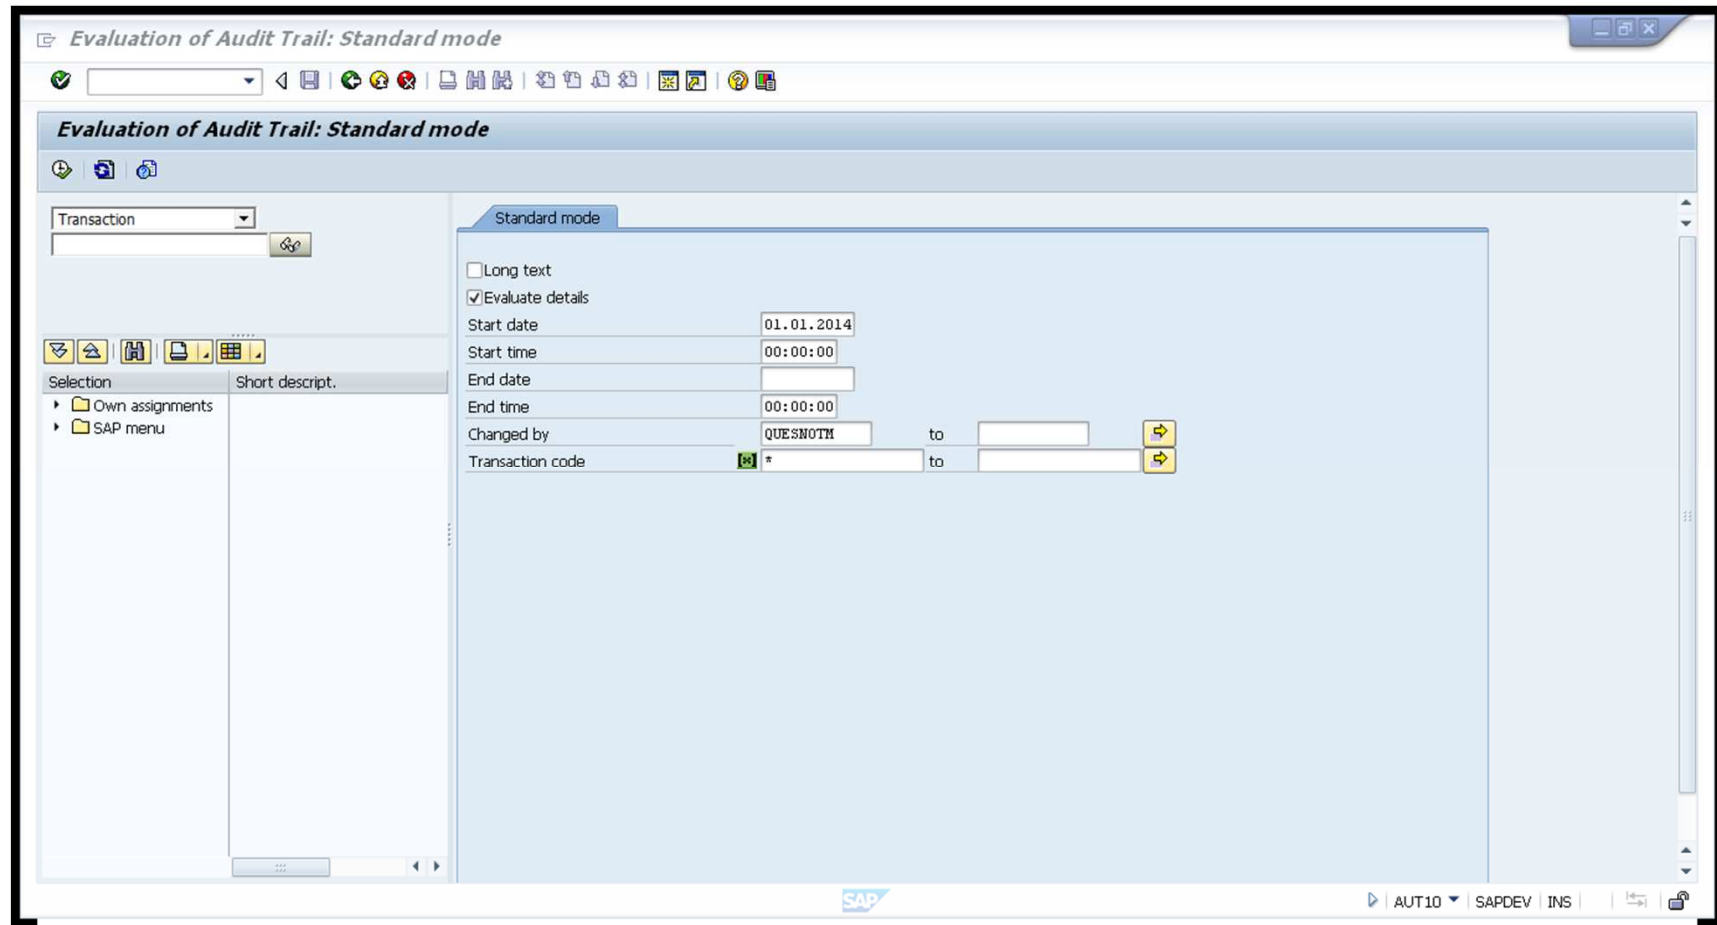 Evaluation of Audit Trail: Standard mode
Evaluation of Audit Trail: Standard mode
Transaction
Selection Short descript.
Own assignments
SAP menu
Standard mode
Long text
Evaluate details
Start date 01.01.2014
Start time 00:00:00
End date
End time 00:00:00
Changed by QUESNOTM to
Transaction code * to
SAP
AUT10 SAPDEV INS